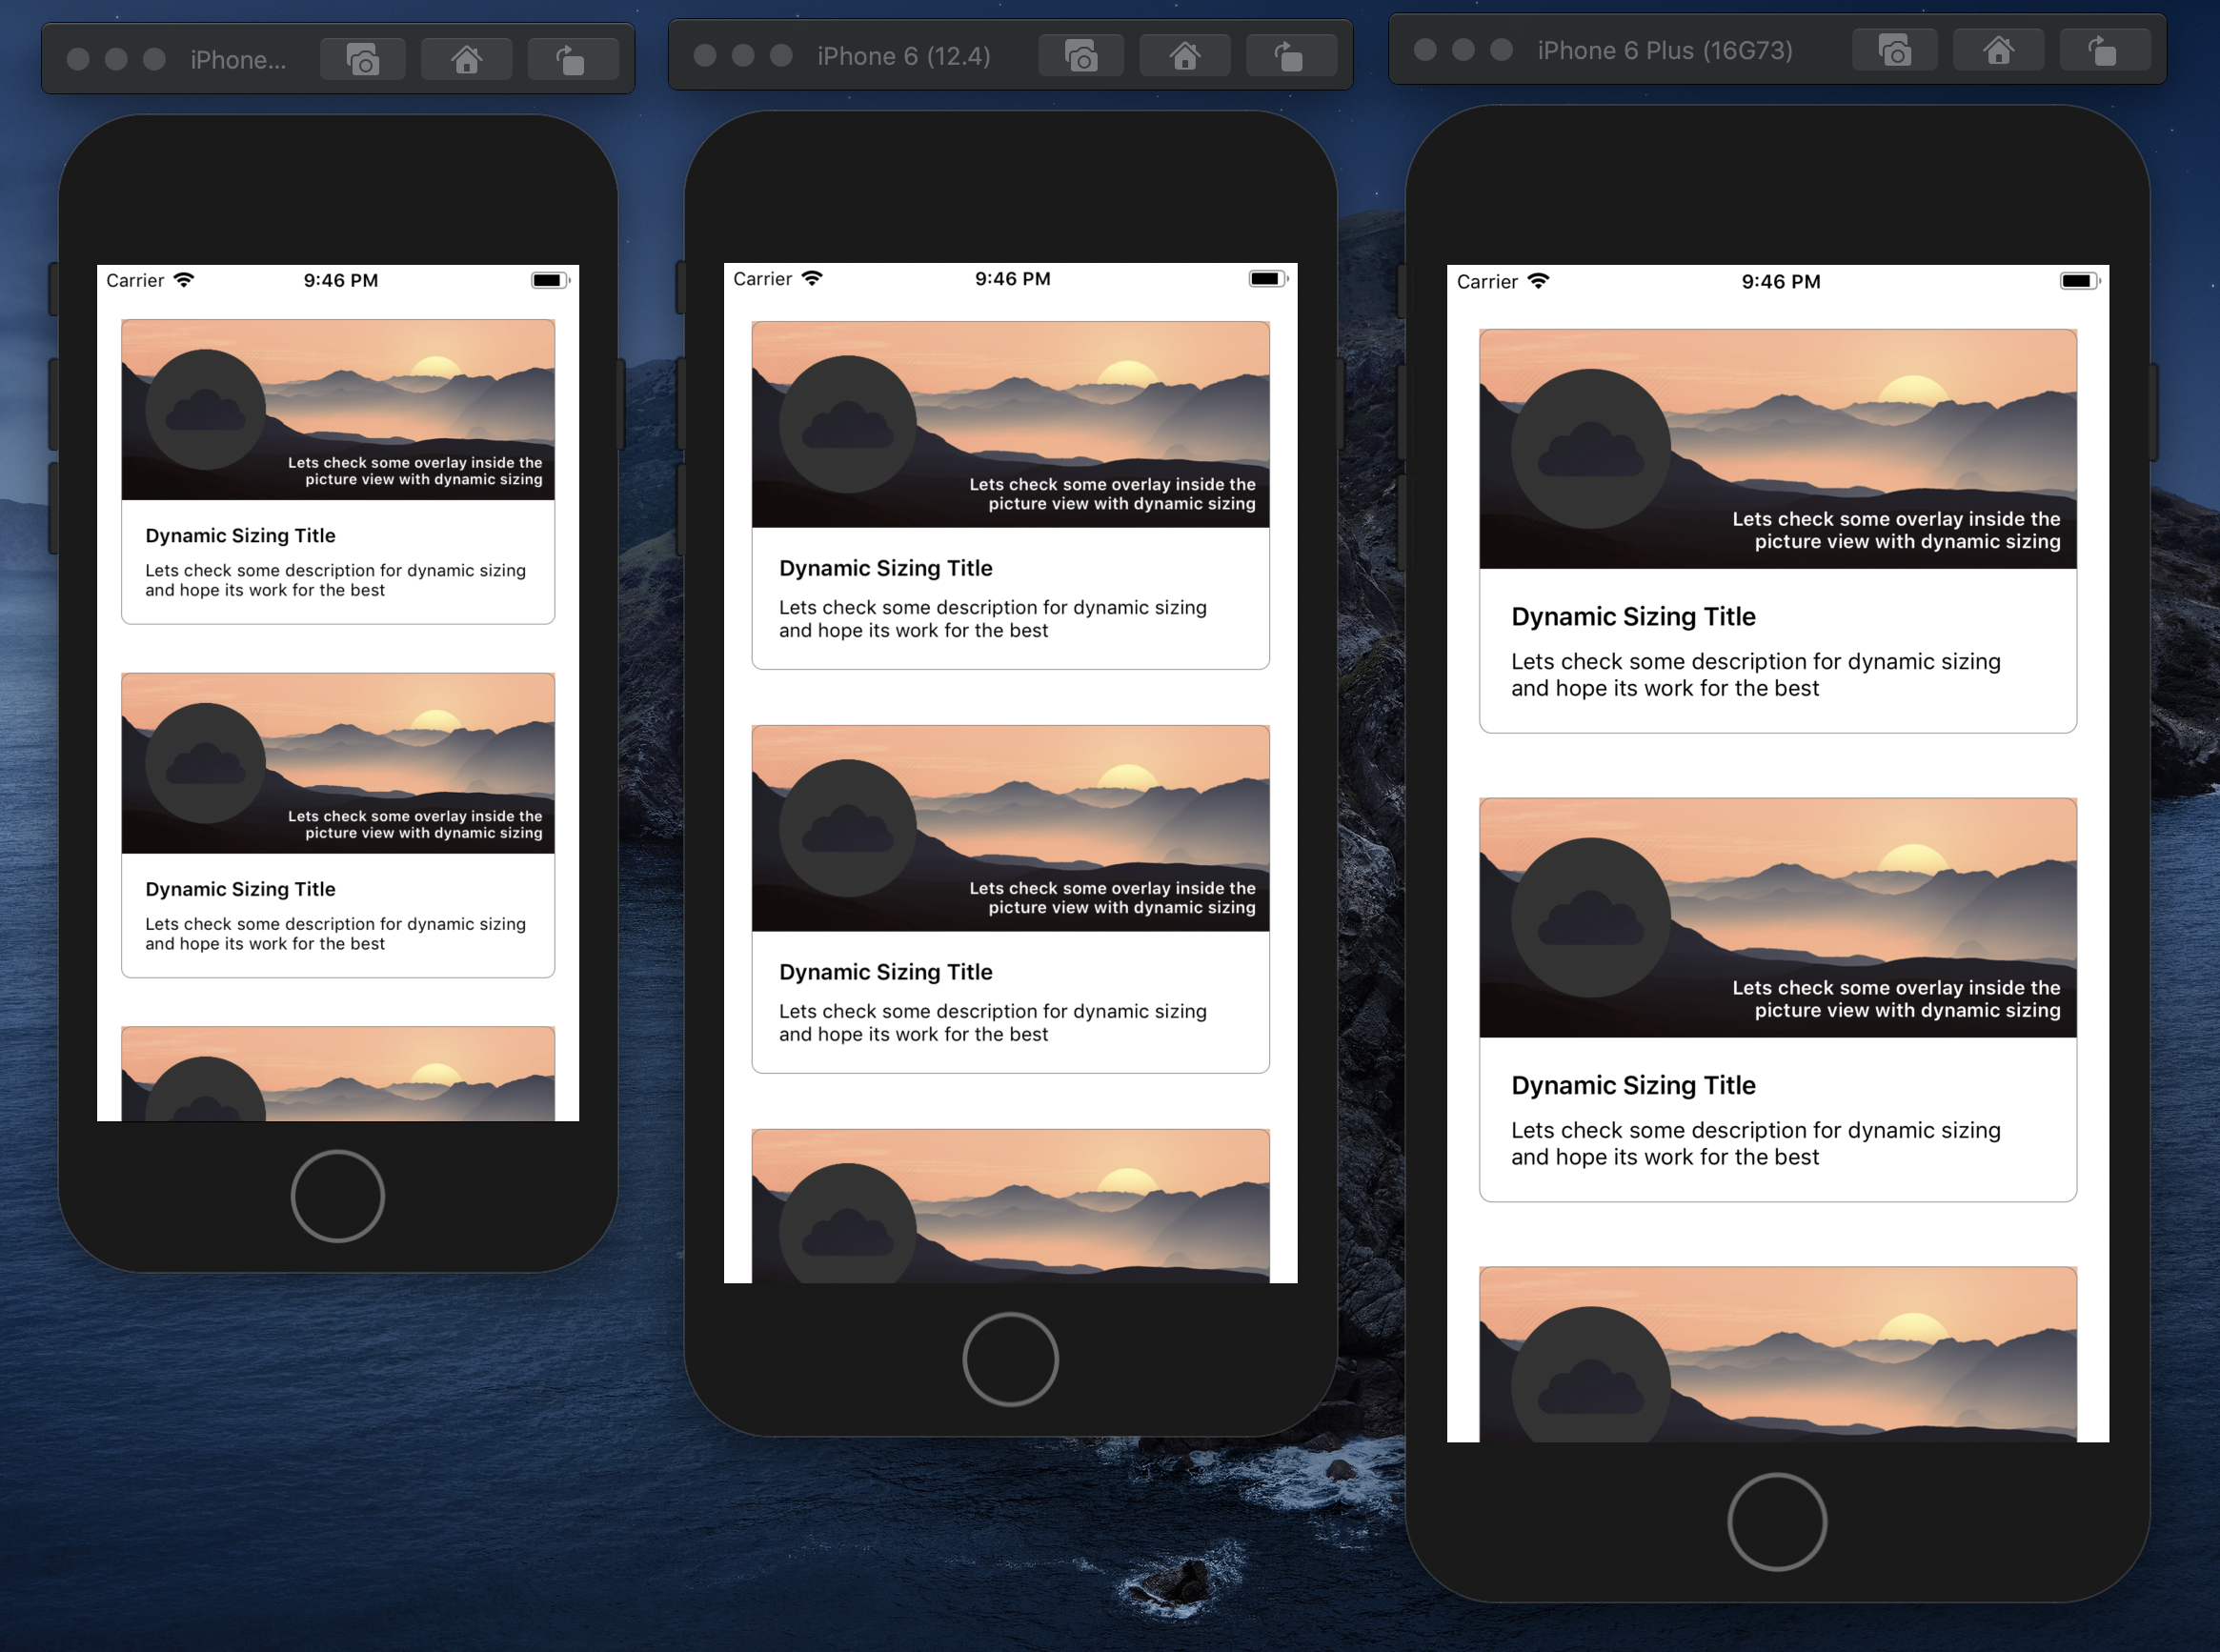 iPhone...
Carrier
9:46 PM
Lets check some overlay inside the
picture view with dynamic sizing
Dynamic Sizing Title
Lets check some description for dynamic sizing
and hope its work for the best
Lets check some overlay inside the
picture view with dynamic sizing
Dynamic Sizing Title
Lets check some description for dynamic sizing
and hope its work for the best
iPhone 6 (12.4)
Carrier
9:46 PM
Lets check some overlay inside the
picture view with dynamic sizing
Dynamic Sizing Title
Lets check some description for dynamic sizing
and hope its work for the best
Lets check some overlay inside the
picture view with dynamic sizing
Dynamic Sizing Title
Lets check some description for dynamic sizing
and hope its work for the best
iPhone 6 Plus (16G73)
Carrier
9:46 PM
Lets check some overlay inside the
picture view with dynamic sizing
Dynamic Sizing Title
Lets check some description for dynamic sizing
and hope its work for the best
Lets check some overlay inside the
picture view with dynamic sizing
Dynamic Sizing Title
Lets check some description for dynamic sizing
and hope its work for the best